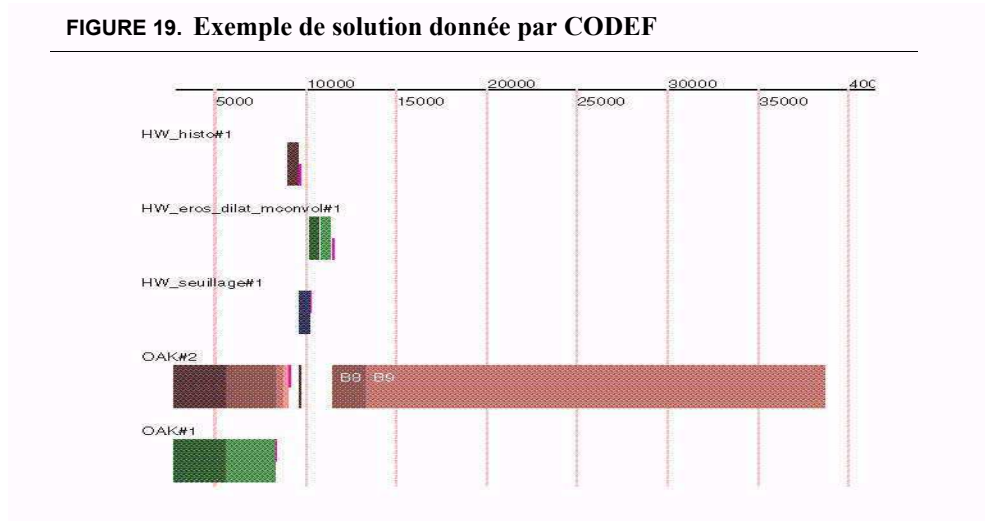 FIGURE 19. Exemple de solution donnée par CODEF
10000 20000 30000 400
5000 15000 25000 35000
HW_histo#1
HW_eros_dilat_mconvol#1
HW_seuillage#1
OAK#2
B8 B9
OAK#1